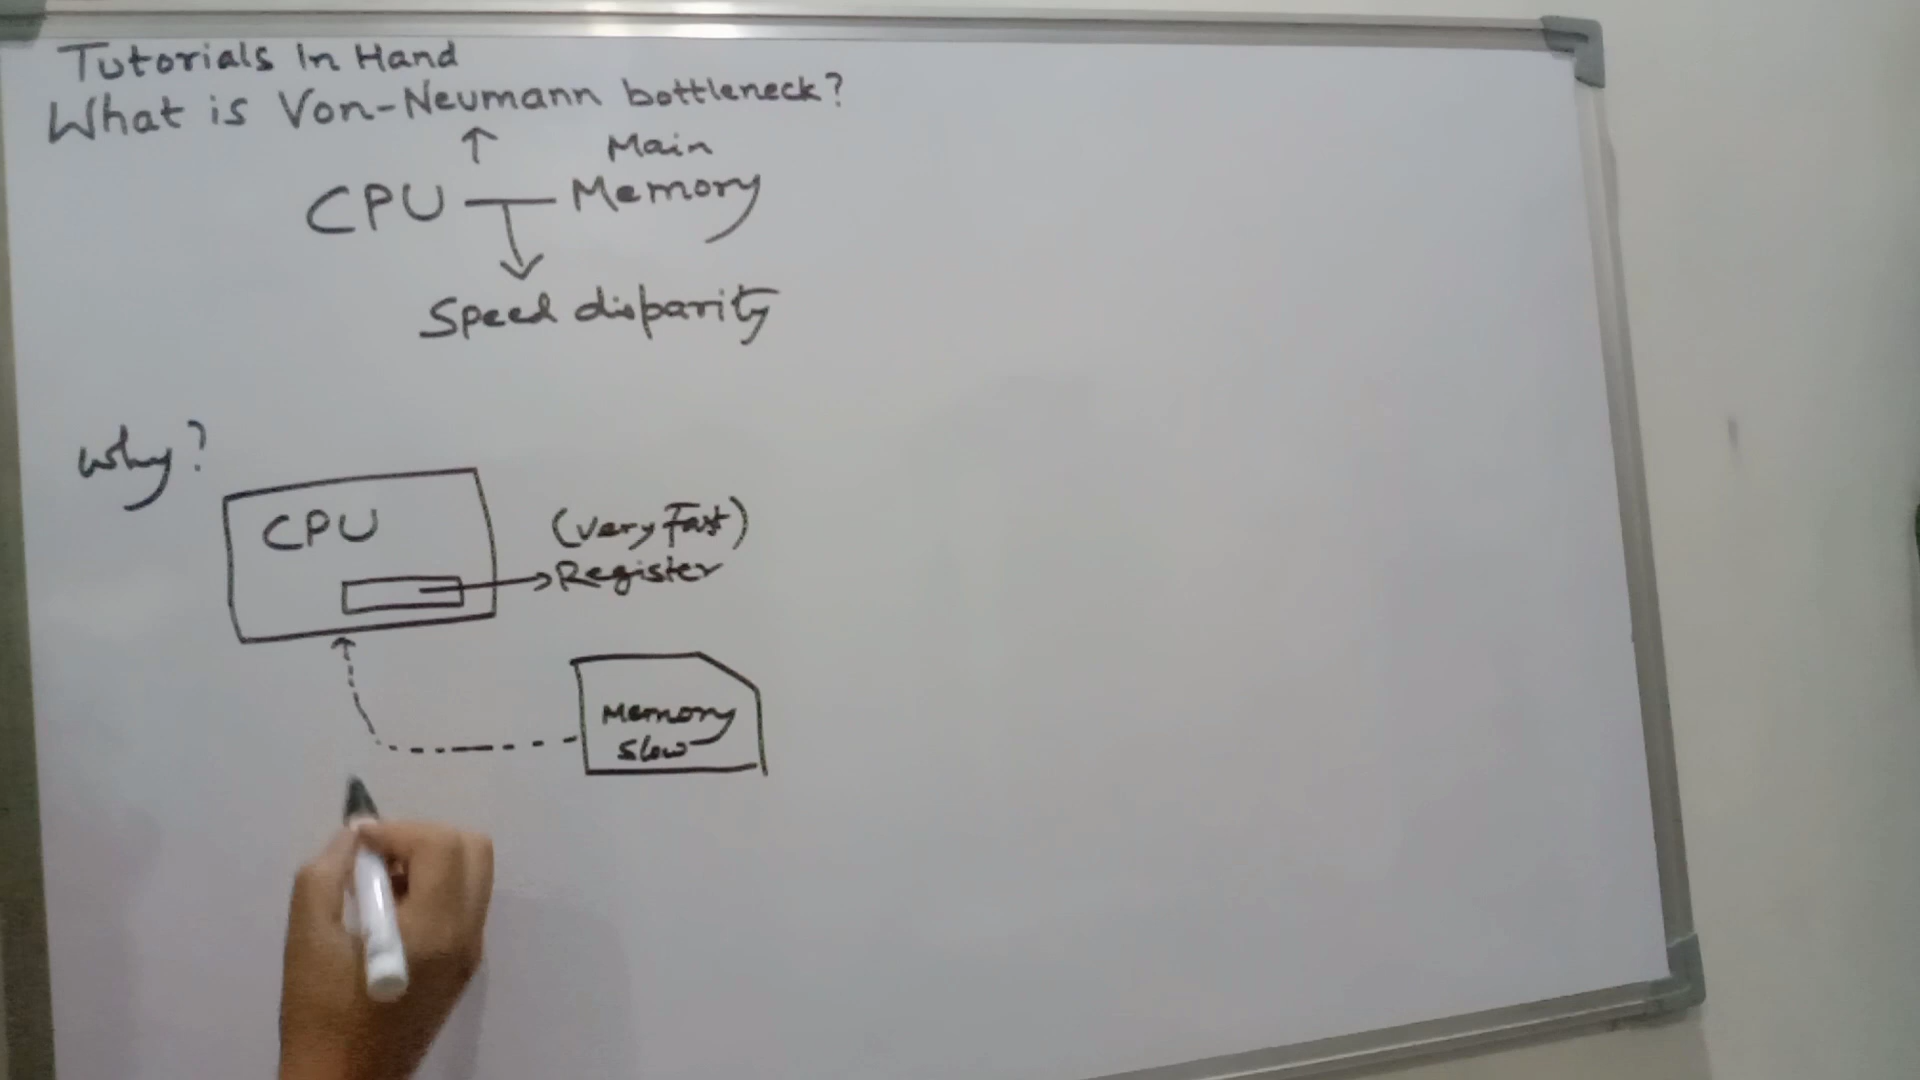 Tutorials In Hand
What is Von-Neumann bottleneck?
Main
CPU Memory
Speed disparity
Why?
CPU
(Very Fast)
Register
Memory
Slow